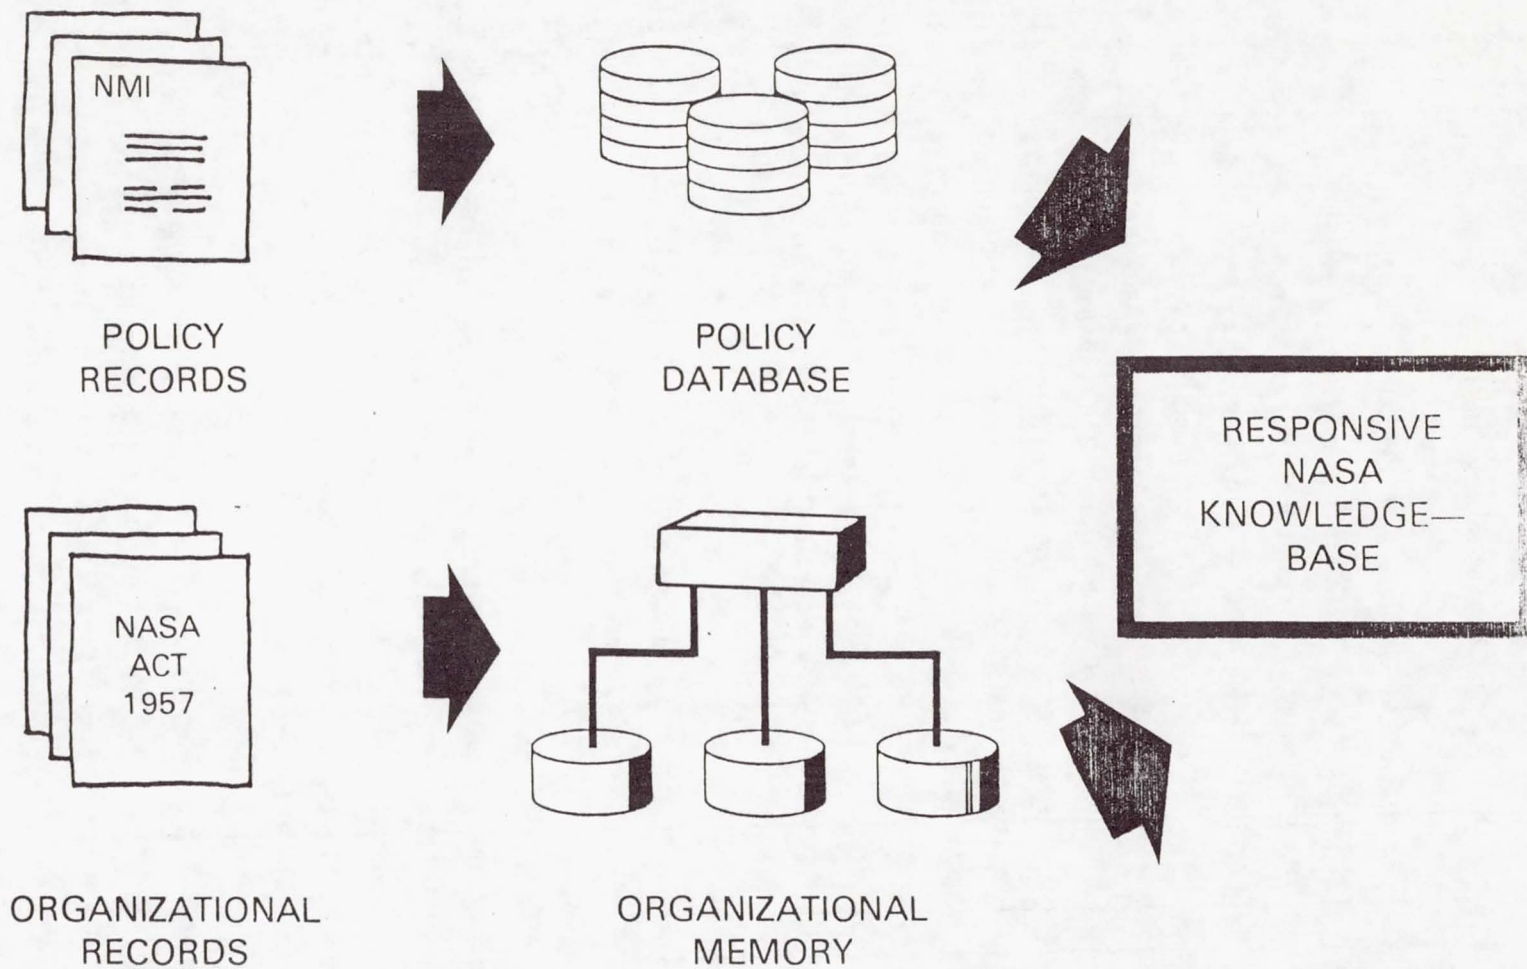 NMI
POLICY
RECORDS
POLICY
DATABASE
RESPONSIVE
NASA
KNOWLEDGE—
BASE
NASA
ACT
1957
ORGANIZATIONAL
RECORDS
ORGANIZATIONAL
MEMORY